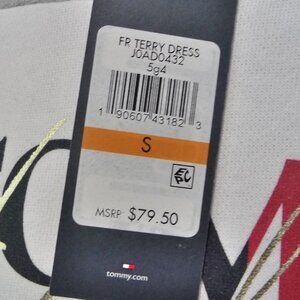 FR TERRY DRESS
J0AD0432
5g4
1 90607 43182 3
S
MSRP $79.50
tommy.com